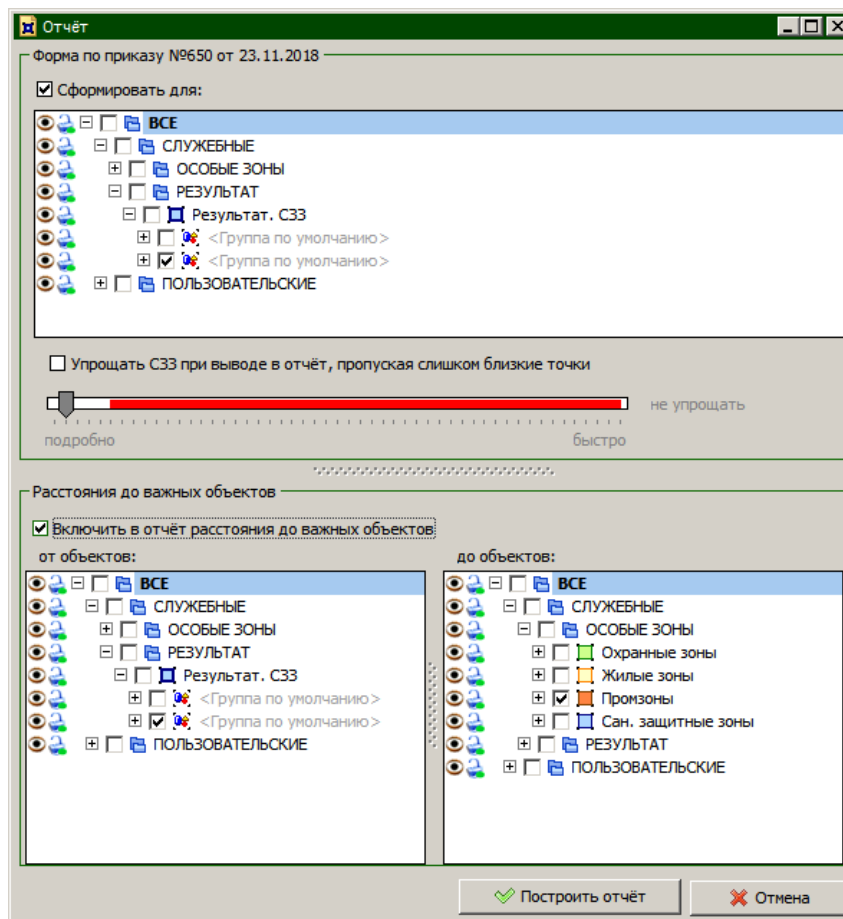 Отчёт
Форма по приказу №650 от 23.11.2018
Сформировать для:
ВСЕ
СЛУЖЕБНЫЕ
ОСОБЫЕ ЗОНЫ
РЕЗУЛЬТАТ
Результат. СЗЗ
<Группа по умолчанию>
<Группа по умолчанию>
ПОЛЬЗОВАТЕЛЬСКИЕ
Упрощать СЗЗ при выводе в отчёт, пропуская слишком близкие точки
не упрощать
подробно быстро
Расстояния до важных объектов
Включить в отчёт расстояния до важных объектов
от объектов:
ВСЕ
СЛУЖЕБНЫЕ
ОСОБЫЕ ЗОНЫ
РЕЗУЛЬТАТ
Результат. СЗЗ
<Группа по умолчанию>
<Группа по умолчанию>
ПОЛЬЗОВАТЕЛЬСКИЕ
до объектов:
ВСЕ
СЛУЖЕБНЫЕ
ОСОБЫЕ ЗОНЫ
Охранные зоны
Жилые зоны
Промзоны
Сан. защитные зоны
РЕЗУЛЬТАТ
ПОЛЬЗОВАТЕЛЬСКИЕ
Построить отчёт
Отмена